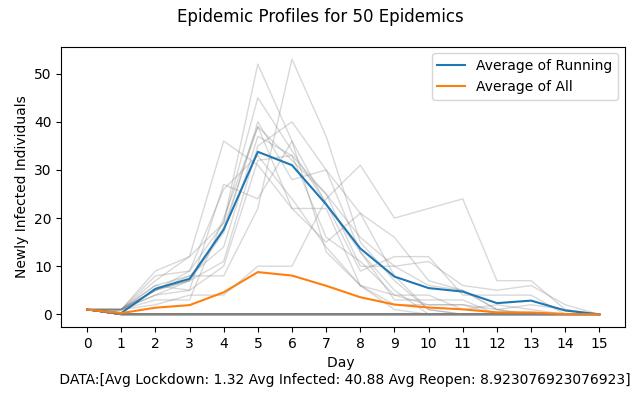 Epidemic Profiles for 50 Epidemics
Average of Running
Average of All
Newly Infected Individuals
50
40
30
20
10
0
0 1 2 3 4 5 6 7 8 9 10 11 12 13 14 15
Day
DATA:[Avg Lockdown: 1.32 Avg Infected: 40.88 Avg Reopen: 8.923076923076923]